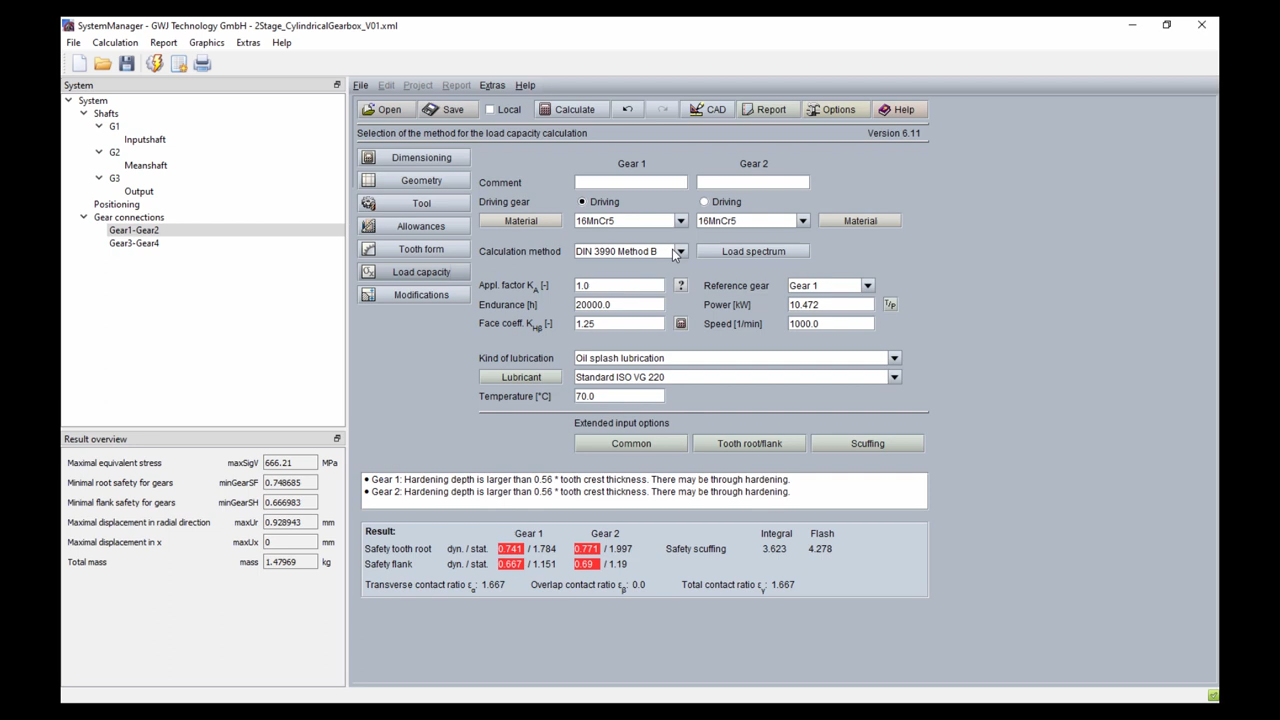 SystemManager - GWJ Technology GmbH - 2Stage_CylindricalGearbox_V01.xml
File Calculation Report Graphics Extras Help
System
System
Shafts
G1
Inputshaft
G2
Meanshaft
G3
Output
Positioning
Gear connections
Gear1-Gear2
Gear3-Gear4
Result overview
Maximal equivalent stress maxSigV 666.21 MPa
Minimal root safety for gears minGearSF 0.748685
Minimal flank safety for gears minGearSH 0.666983
Maximal displacement in radial direction maxUr 0.928943 mm
Maximal displacement in x maxUx 0 mm
Total mass mass 1.47969 kg
File Edit Project Report Extras Help
Open Save Local Calculate CAD Report Options Help
Selection of the method for the load capacity calculation Version 6.11
Dimensioning
Geometry
Tool
Allowances
Tooth form
Load capacity
Modifications
Gear 1 Gear 2
Comment
Driving gear Driving Driving
Material 16MnCr5 16MnCr5 Material
Calculation method DIN 3990 Method B Load spectrum
Appl. factor KA [-] 1.0 ? Reference gear Gear 1
Endurance [h] 20000.0 Power [kW] 10.472 T/P
Face coeff. KHβ [-] 1.25 Speed [1/min] 1000.0
Kind of lubrication Oil splash lubrication
Lubricant Standard ISO VG 220
Temperature [°C] 70.0
Extended input options
Common Tooth root/flank Scuffing
• Gear 1: Hardening depth is larger than 0.56 * tooth crest thickness. There may be through hardening.
• Gear 2: Hardening depth is larger than 0.56 * tooth crest thickness. There may be through hardening.
Result: Gear 1 Gear 2 Integral Flash
Safety tooth root dyn. / stat. 0.741 / 1.784 0.771 / 1.997 Safety scuffing 3.623 4.278
Safety flank dyn. / stat. 0.667 / 1.151 0.69 / 1.19
Transverse contact ratio εα: 1.667 Overlap contact ratio εβ: 0.0 Total contact ratio εγ: 1.667